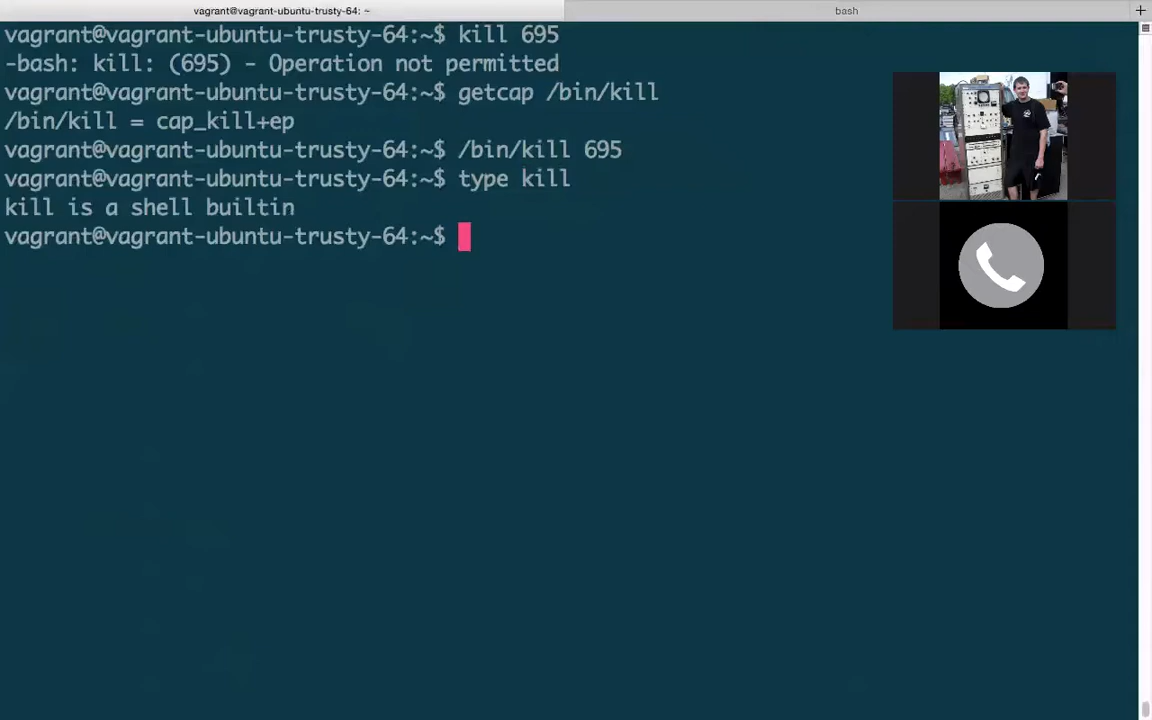 vagrant@vagrant-ubuntu-trusty-64: ~
bash
+
vagrant@vagrant-ubuntu-trusty-64:~$ kill 695
-bash: kill: (695) - Operation not permitted
vagrant@vagrant-ubuntu-trusty-64:~$ getcap /bin/kill
/bin/kill = cap_kill+ep
vagrant@vagrant-ubuntu-trusty-64:~$ /bin/kill 695
vagrant@vagrant-ubuntu-trusty-64:~$ type kill
kill is a shell builtin
vagrant@vagrant-ubuntu-trusty-64:~$